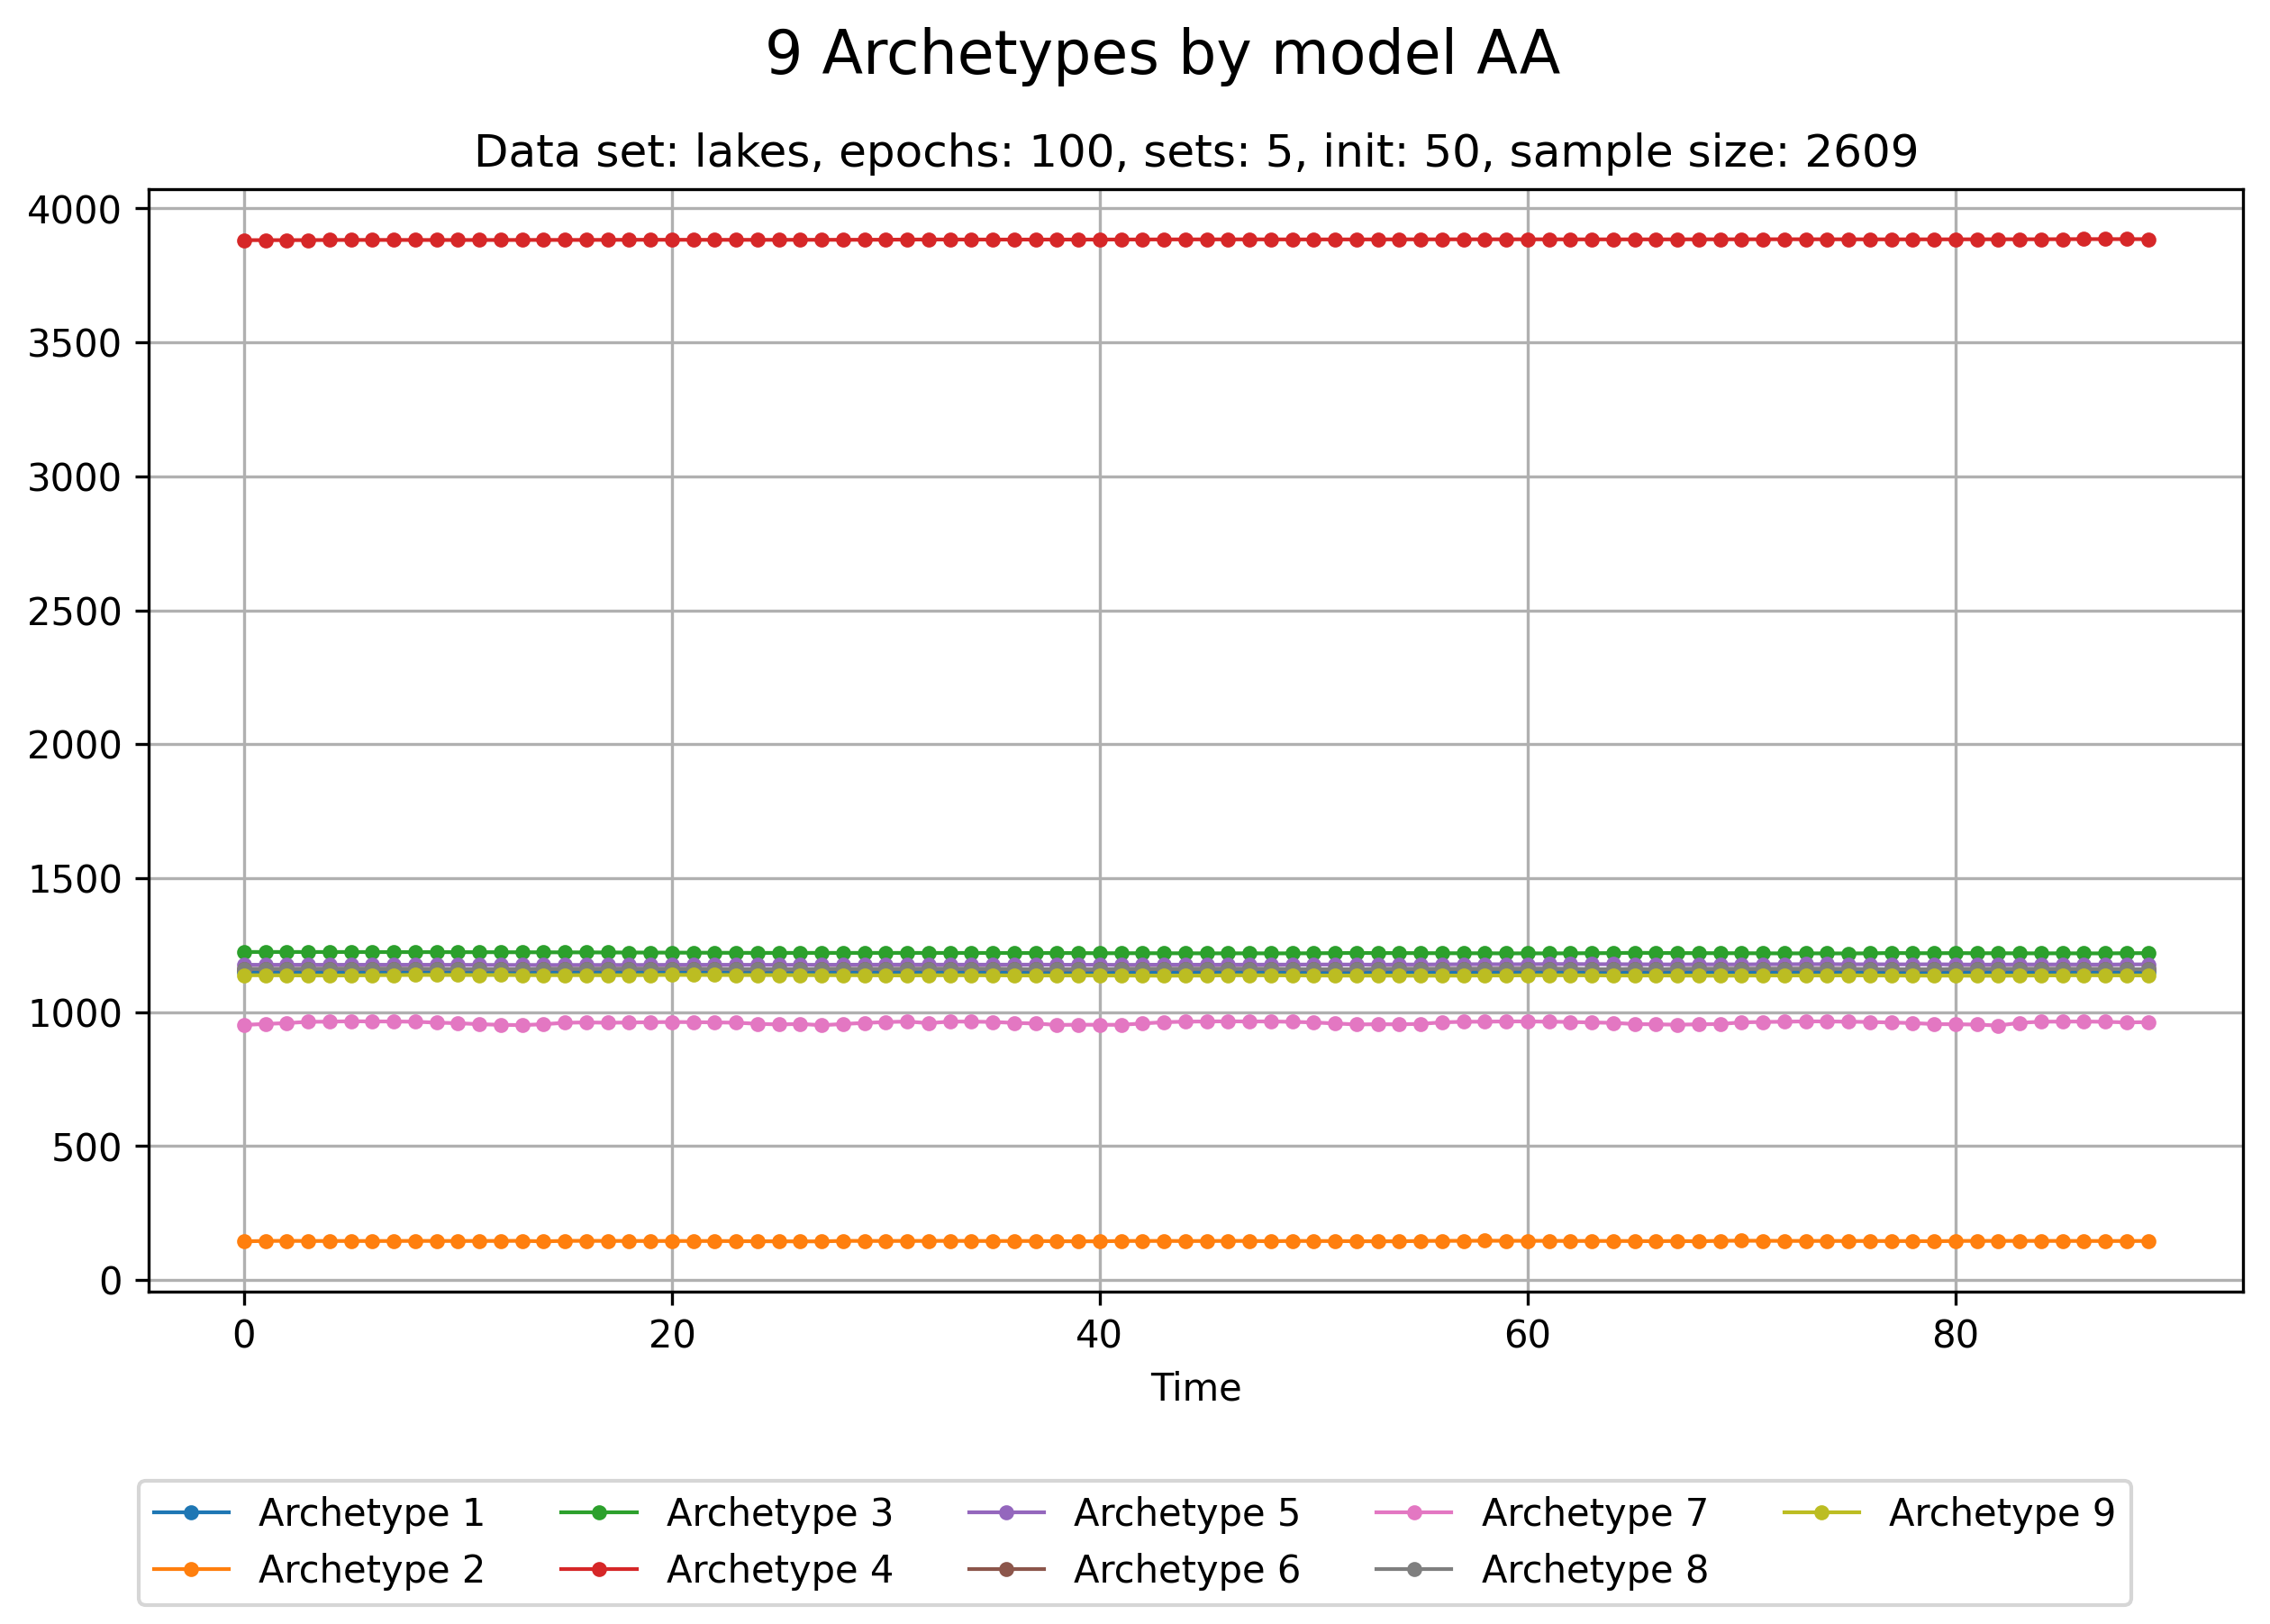 9 Archetypes by model AA
Data set: lakes, epochs: 100, sets: 5, init: 50, sample size: 2609
4000
3500
3000
2500
2000
1500
1000
500
0
0 20 40 60 80
Time
Archetype 1 Archetype 3 Archetype 5 Archetype 7 Archetype 9
Archetype 2 Archetype 4 Archetype 6 Archetype 8